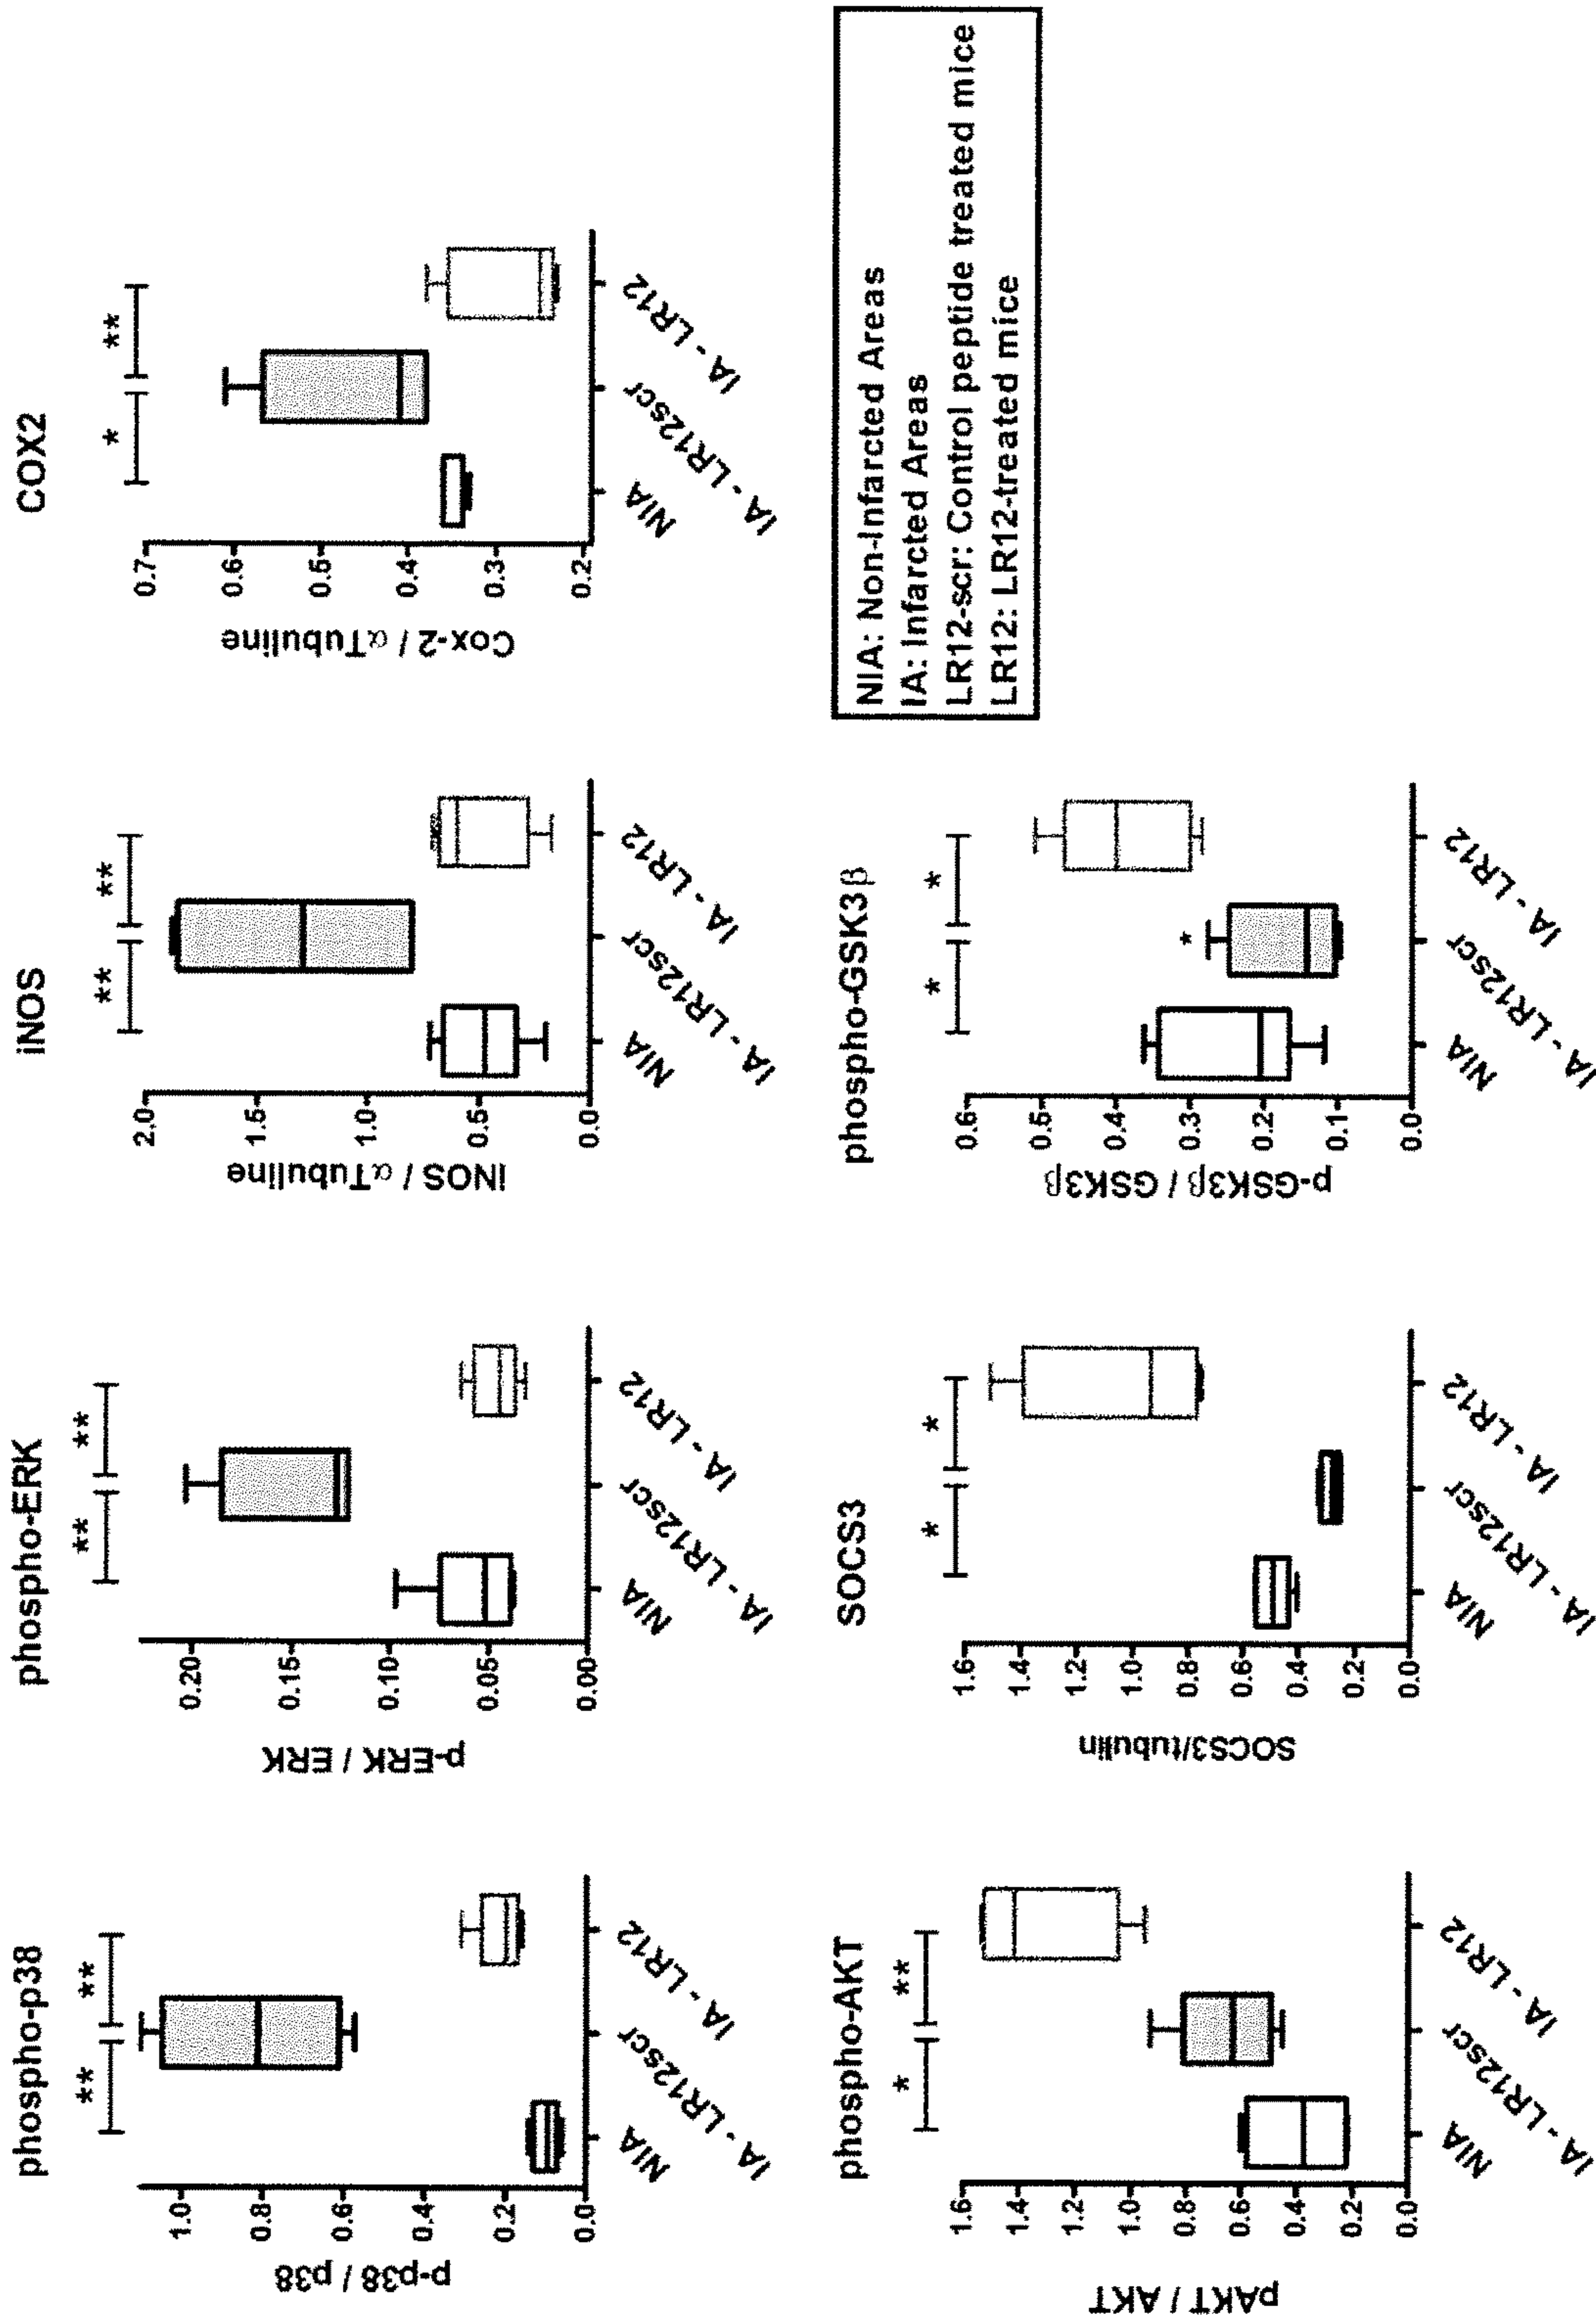 phospho-p38
p-p38 / p38
1.0
0.8
0.6
0.4
0.2
0.0
**
**
NIA
IA - LR12scr
IA - LR12
phospho-ERK
p-ERK / ERK
0.20
0.15
0.10
0.05
0.00
**
**
NIA
IA - LR12scr
IA - LR12
iNOS
iNOS / αTubuline
2.0
1.5
1.0
0.5
0.0
**
**
NIA
IA - LR12scr
IA - LR12
COX2
Cox-2 / αTubuline
0.7
0.6
0.5
0.4
0.3
0.2
*
**
NIA
IA - LR12scr
IA - LR12
phospho-AKT
pAKT / AKT
1.6
1.4
1.2
1.0
0.8
0.6
0.4
0.2
0.0
*
**
NIA
IA - LR12scr
IA - LR12
SOCS3
SOCS3/tubulin
1.6
1.4
1.2
1.0
0.8
0.6
0.4
0.2
0.0
*
*
NIA
IA - LR12scr
IA - LR12
phospho-GSK3β
p-GSK3β / GSK3β
0.6
0.5
0.4
0.3
0.2
0.1
0.0
*
*
*
NIA
IA - LR12scr
IA - LR12
NIA: Non-Infarcted Areas
IA: Infarcted Areas
LR12-scr: Control peptide treated mice
LR12: LR12-treated mice